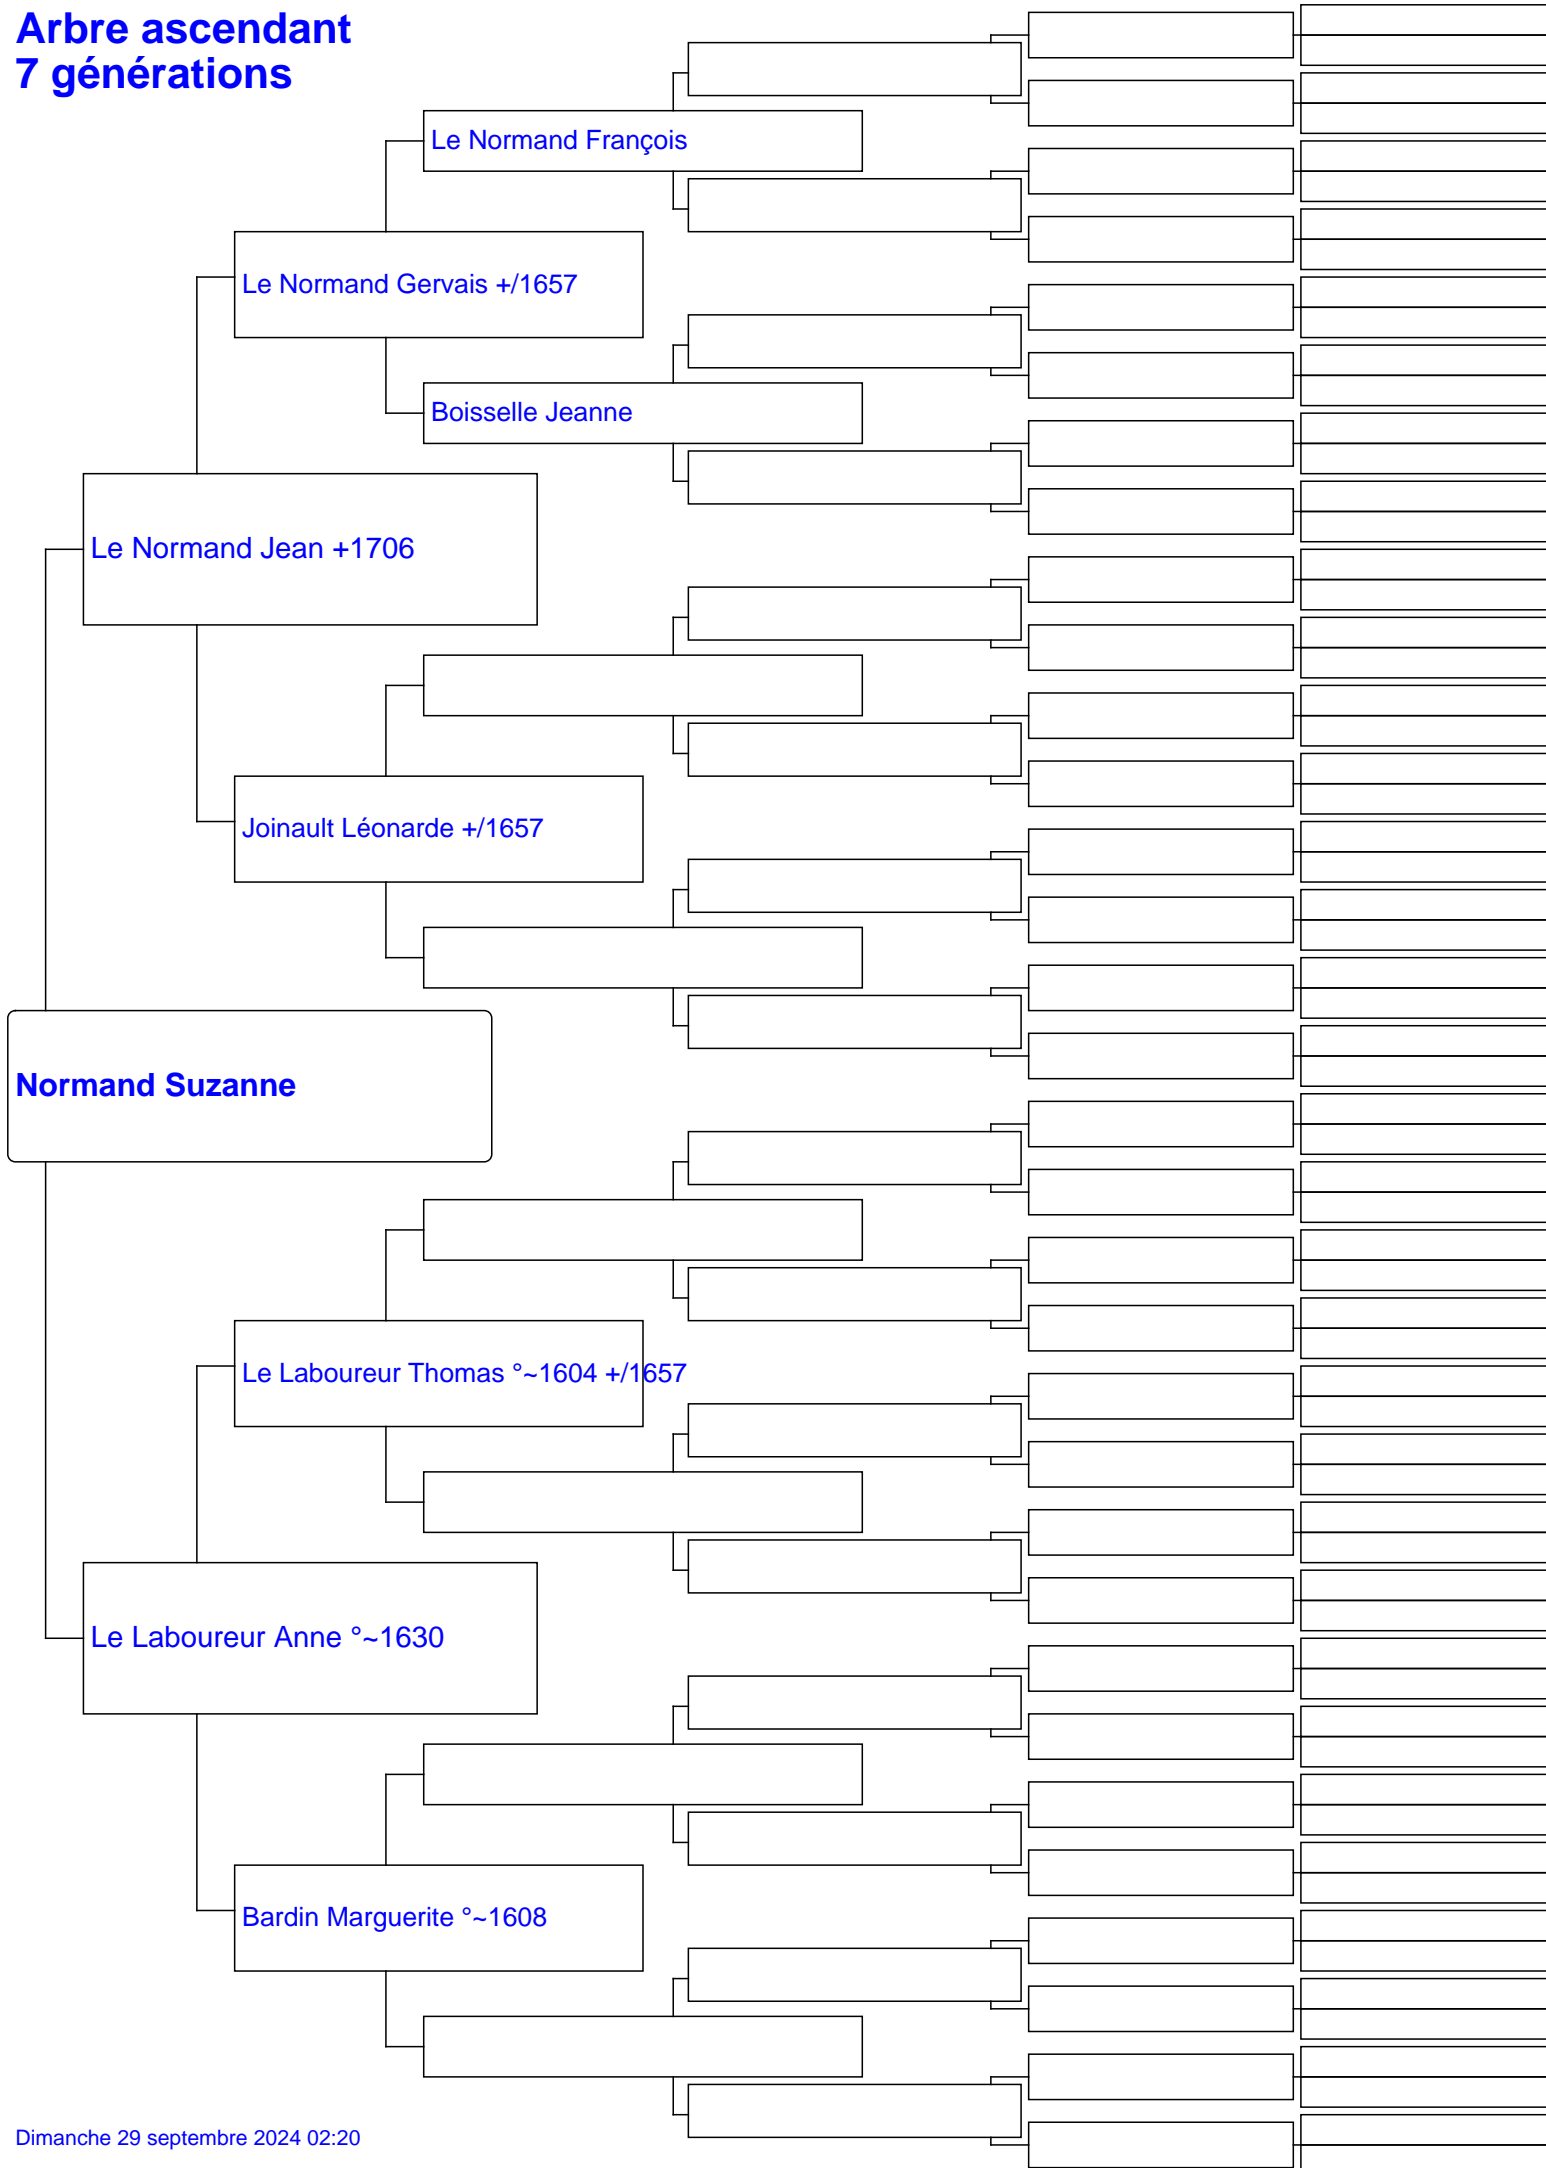 Arbre ascendant
7 générations
Le Normand François
Le Normand Gervais +/1657
Boisselle Jeanne
Le Normand Jean +1706
Joinault Léonarde +/1657
Normand Suzanne
Le Laboureur Thomas °~1604 +/1657
Le Laboureur Anne °~1630
Bardin Marguerite °~1608
Dimanche 29 septembre 2024 02:20